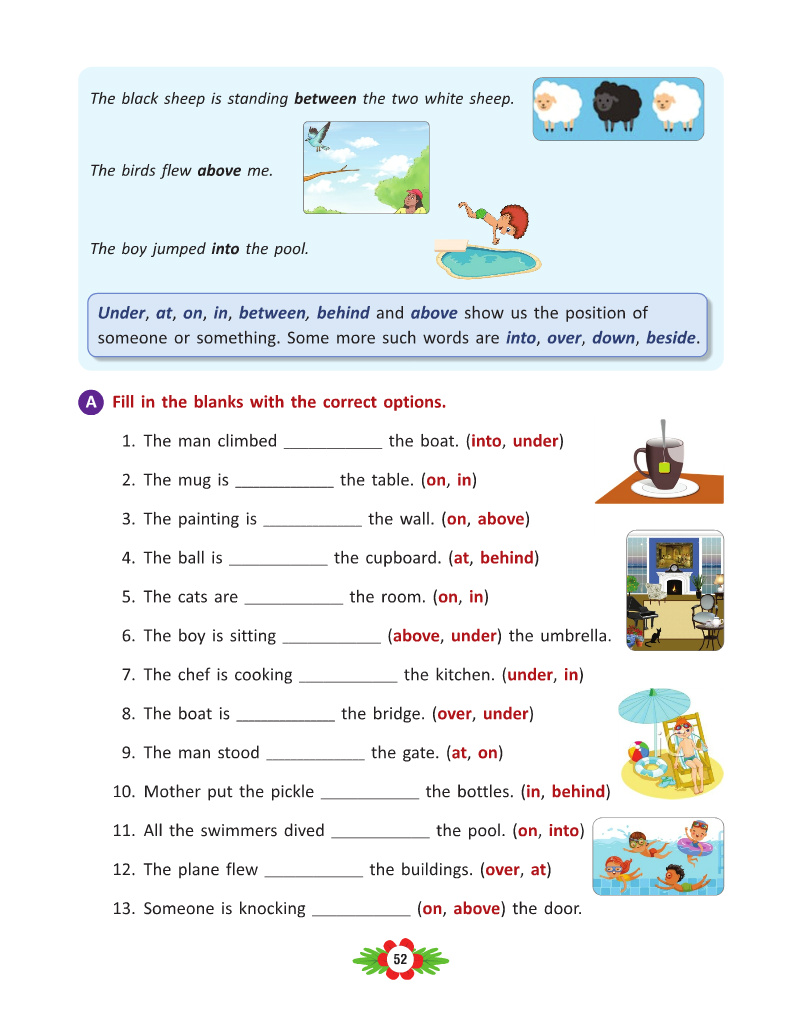 The black sheep is standing between the two white sheep.
The birds flew above me.
The boy jumped into the pool.
Under, at, on, in, between, behind and above show us the position of
someone or something. Some more such words are into, over, down, beside.
A Fill in the blanks with the correct options.
1. The man climbed ___________ the boat. (into, under)
2. The mug is ___________ the table. (on, in)
3. The painting is ___________ the wall. (on, above)
4. The ball is ___________ the cupboard. (at, behind)
5. The cats are ___________ the room. (on, in)
6. The boy is sitting ___________ (above, under) the umbrella.
7. The chef is cooking ___________ the kitchen. (under, in)
8. The boat is ___________ the bridge. (over, under)
9. The man stood ___________ the gate. (at, on)
10. Mother put the pickle ___________ the bottles. (in, behind)
11. All the swimmers dived ___________ the pool. (on, into)
12. The plane flew ___________ the buildings. (over, at)
13. Someone is knocking ___________ (on, above) the door.
52